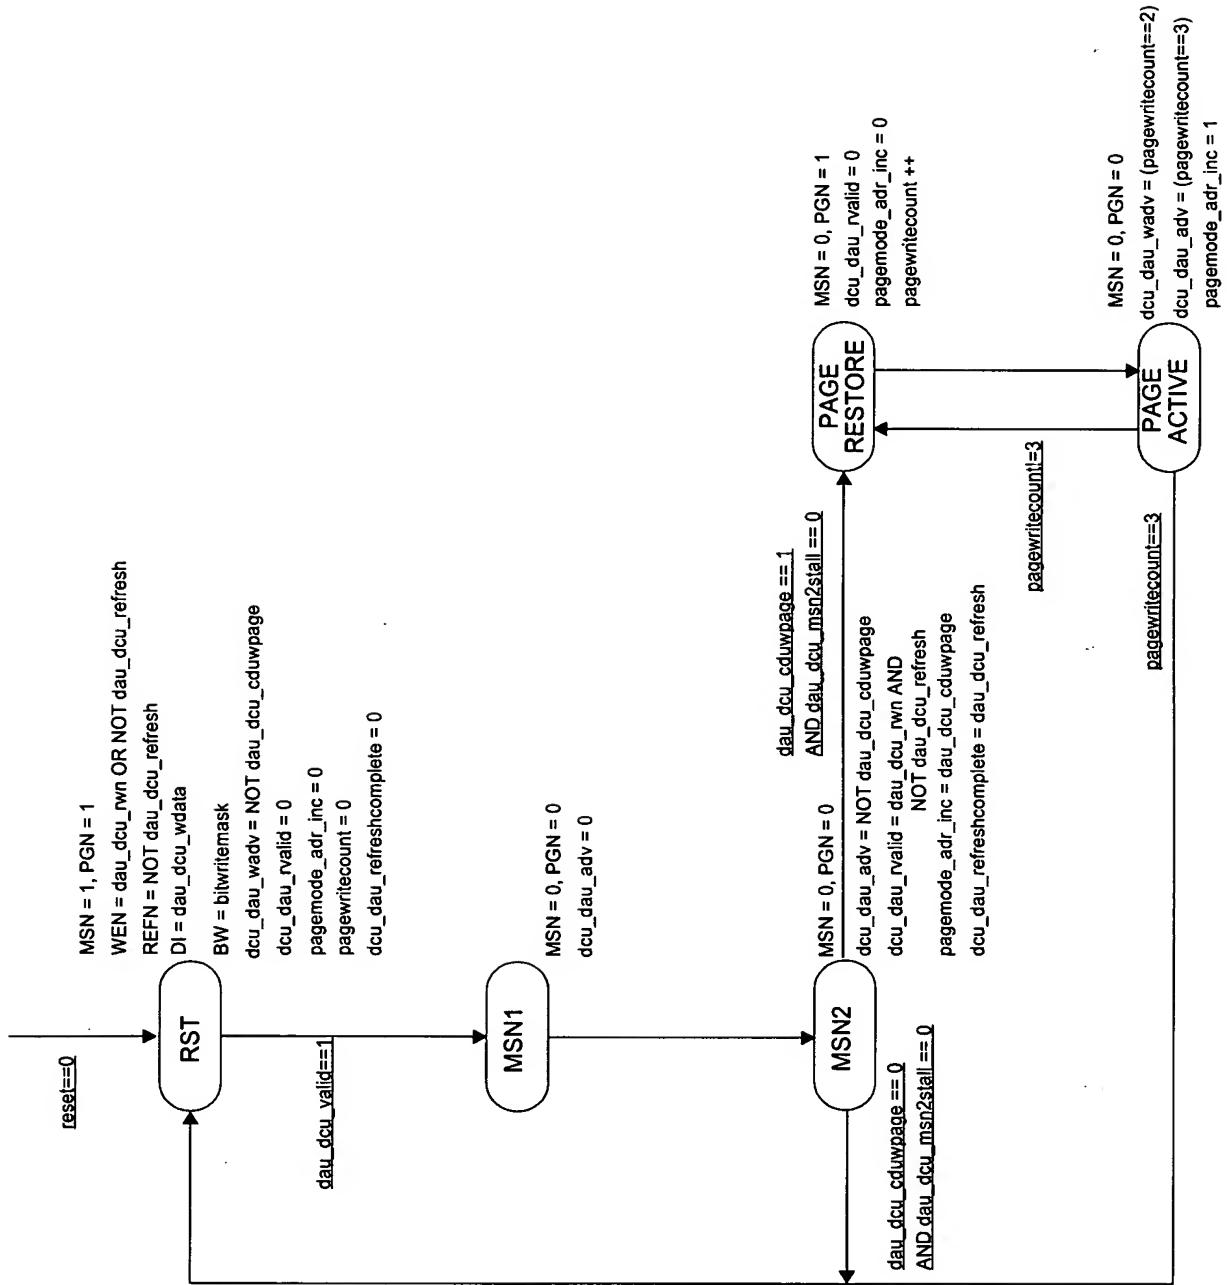 reset==0
RST
MSN = 1, PGN = 1
WEN = dau_dcu_rwn OR NOT dau_dcu_refresh
REFN = NOT dau_dcu_refresh
DI = dau_dcu_wdata
BW = bitwritemask
dcu_dau_wadv = NOT dau_dcu_cduwpage
dcu_dau_rvalid = 0
pagemode_adr_inc = 0
pagewritecount = 0
dcu_dau_refreshcomplete = 0
dau_dcu_valid==1
MSN1
MSN = 0, PGN = 0
dcu_dau_adv = 0
MSN2
MSN = 0, PGN = 0
dcu_dau_adv = NOT dau_dcu_cduwpage
dcu_dau_rvalid = dau_dcu_rwn AND
NOT dau_dcu_refresh
pagemode_adr_inc = dau_dcu_cduwpage
dcu_dau_refreshcomplete = dau_dcu_refresh
dau_dcu_cduwpage == 0
AND dau_dcu_msn2stall == 0
dau_dcu_cduwpage == 1
AND dau_dcu_msn2stall == 0
PAGE
RESTORE
MSN = 0, PGN = 1
dcu_dau_rvalid = 0
pagemode_adr_inc = 0
pagewritecount ++
pagewritecount!=3
pagewritecount==3
PAGE
ACTIVE
MSN = 0, PGN = 0
dcu_dau_wadv = (pagewritecount==2)
dcu_dau_adv = (pagewritecount==3)
pagemode_adr_inc = 1